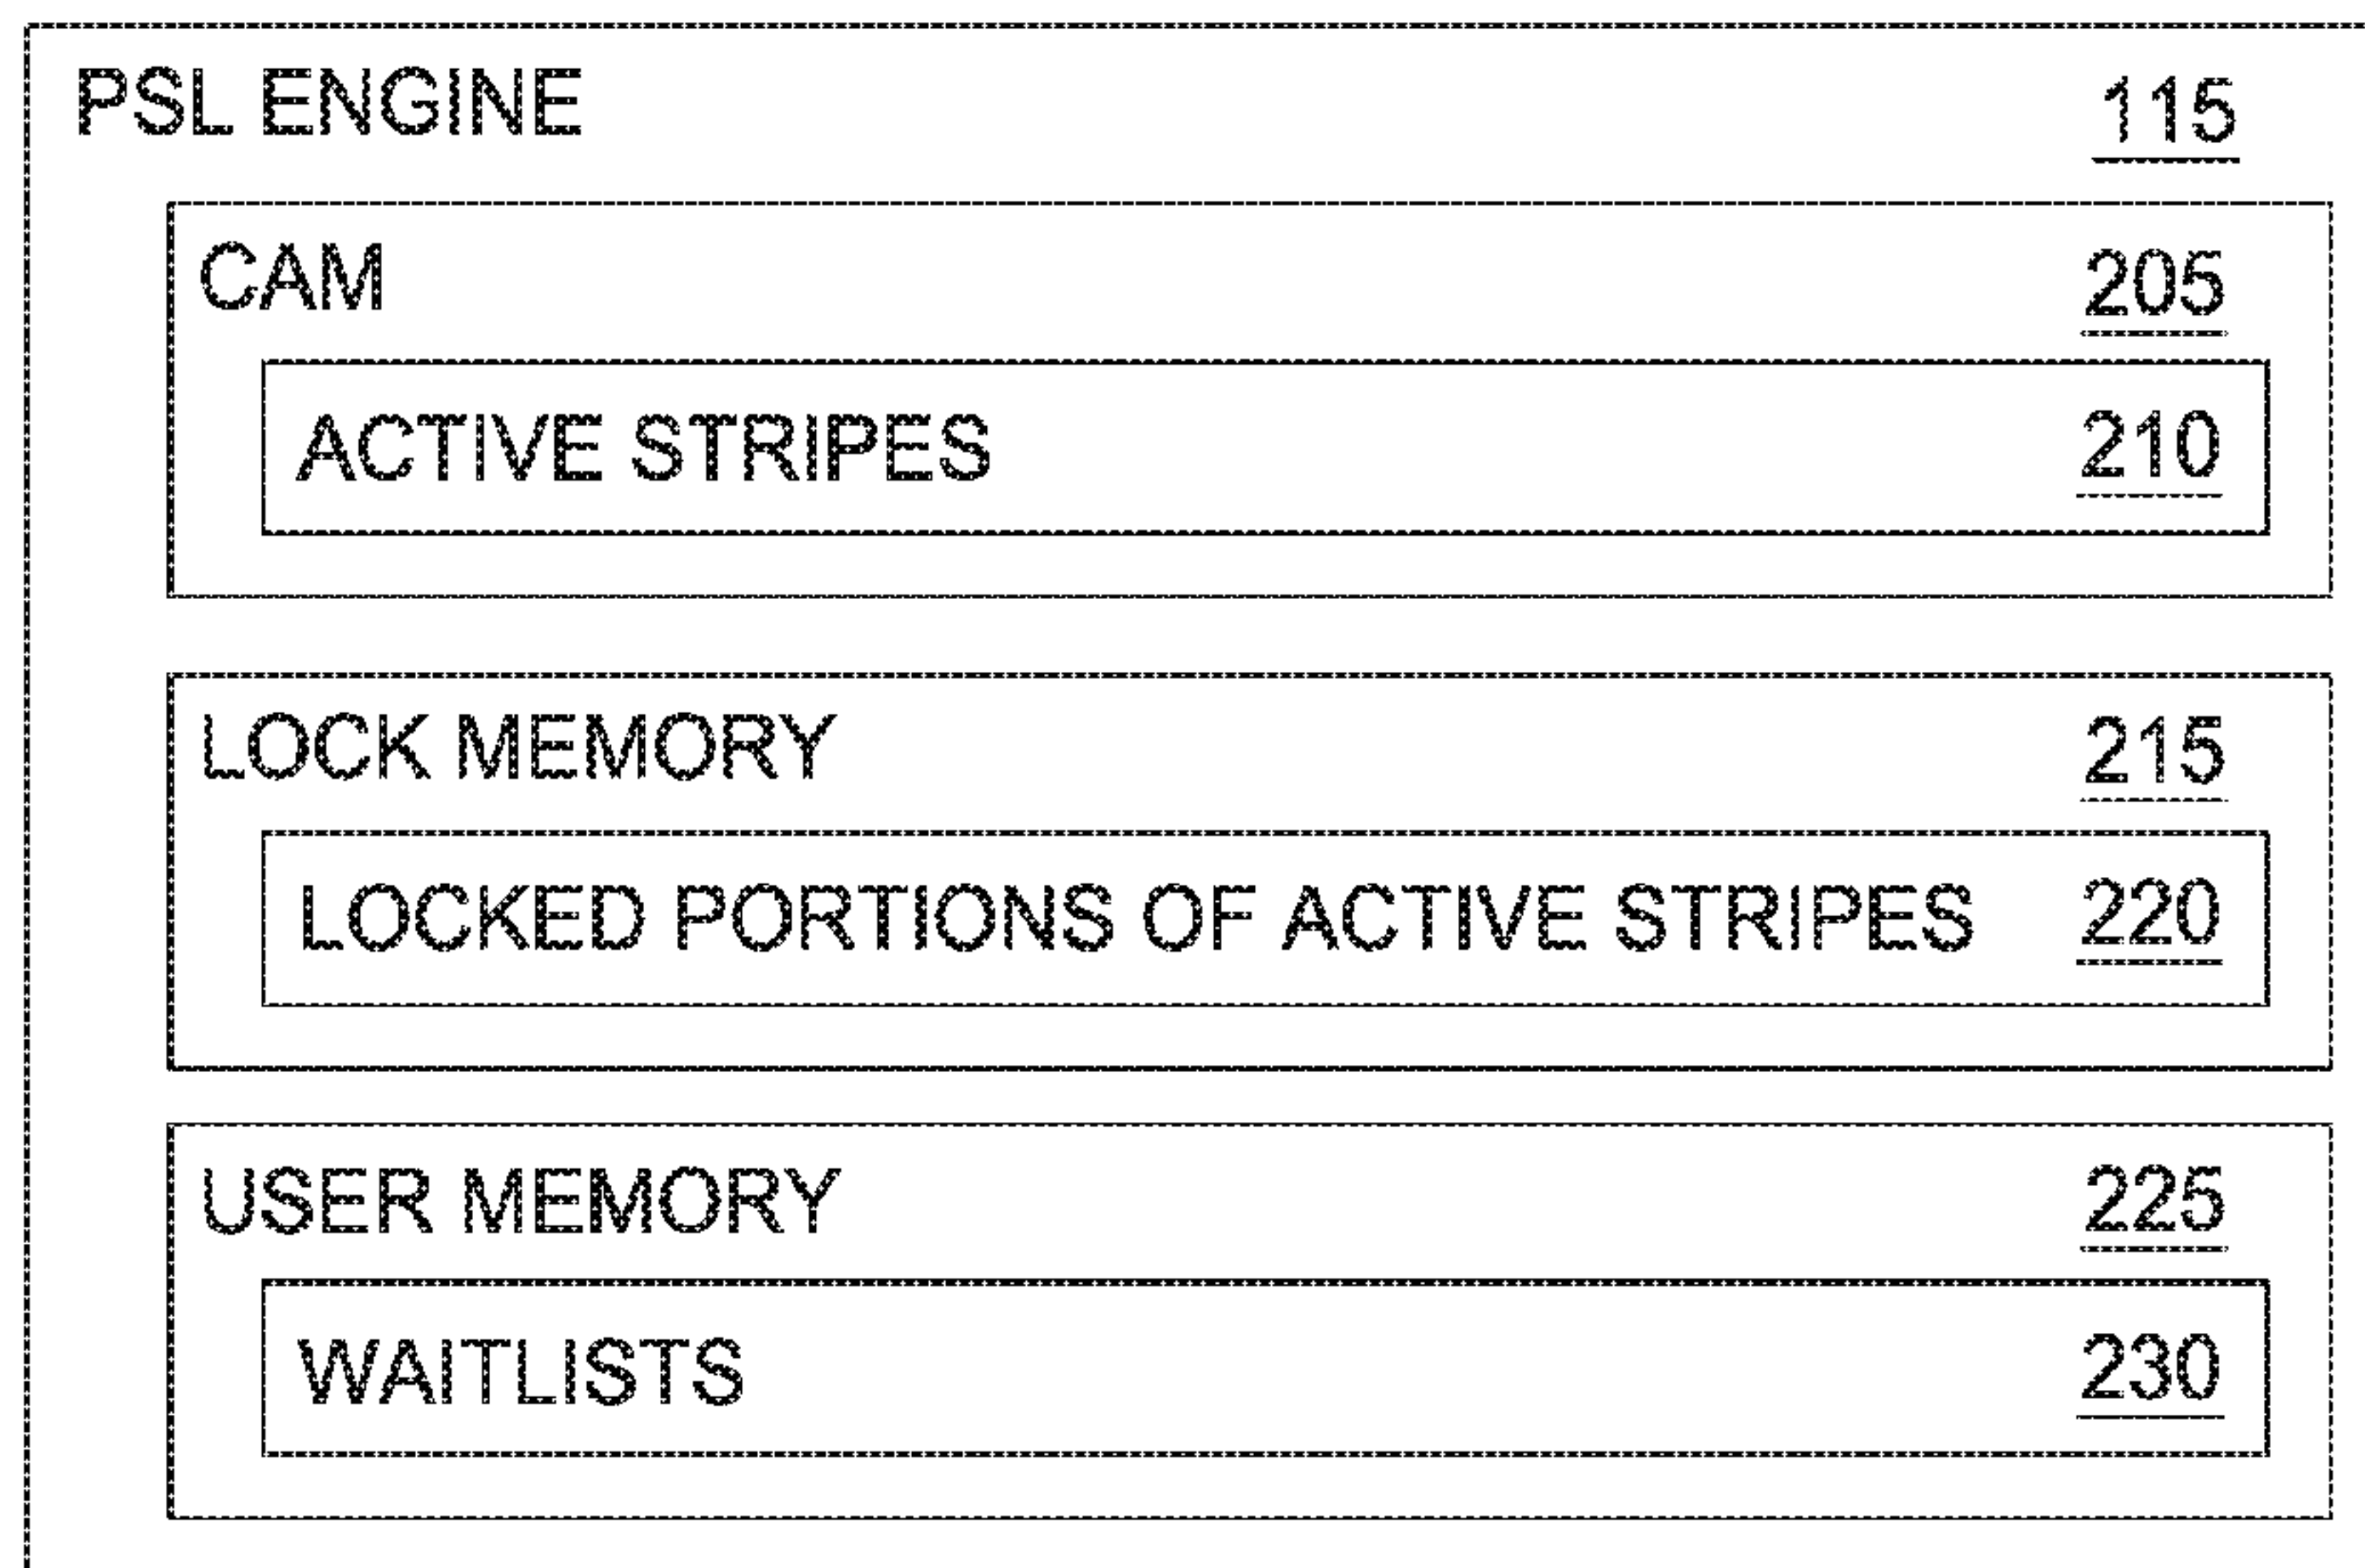 PSL ENGINE 115
CAM 205
ACTIVE STRIPES 210
LOCK MEMORY 215
LOCKED PORTIONS OF ACTIVE STRIPES 220
USER MEMORY 225
WAITLISTS 230